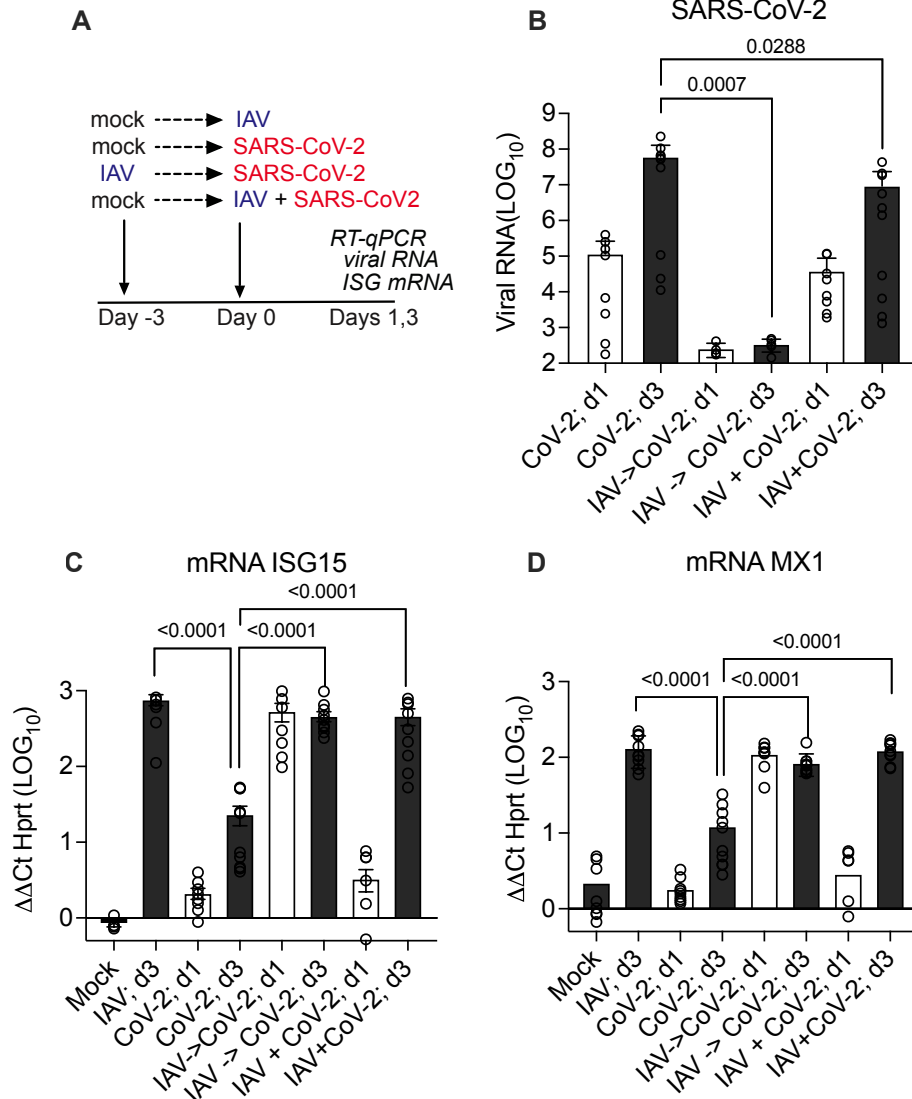 A
mock IAV
mock SARS-CoV-2
IAV SARS-CoV-2
mock IAV + SARS-CoV2
RT-qPCR
viral RNA
ISG mRNA
Day -3 Day 0 Days 1,3
B
SARS-CoV-2
0.0288
0.0007
Viral RNA(LOG10)
9
8
7
6
5
4
3
2
CoV-2; d1
CoV-2; d3
IAV->CoV-2; d1
IAV -> CoV-2; d3
IAV + CoV-2; d1
IAV+CoV-2; d3
C
mRNA ISG15
<0.0001
<0.0001 <0.0001
ΔΔCt Hprt (LOG10)
3
2
1
0
Mock
IAV; d3
CoV-2; d1
CoV-2; d3
IAV->CoV-2; d1
IAV -> CoV-2; d3
IAV + CoV-2; d1
IAV+CoV-2; d3
D
mRNA MX1
<0.0001
<0.0001 <0.0001
ΔΔCt Hprt (LOG10)
3
2
1
0
Mock
IAV; d3
CoV-2; d1
CoV-2; d3
IAV->CoV-2; d1
IAV -> CoV-2; d3
IAV + CoV-2; d1
IAV+CoV-2; d3